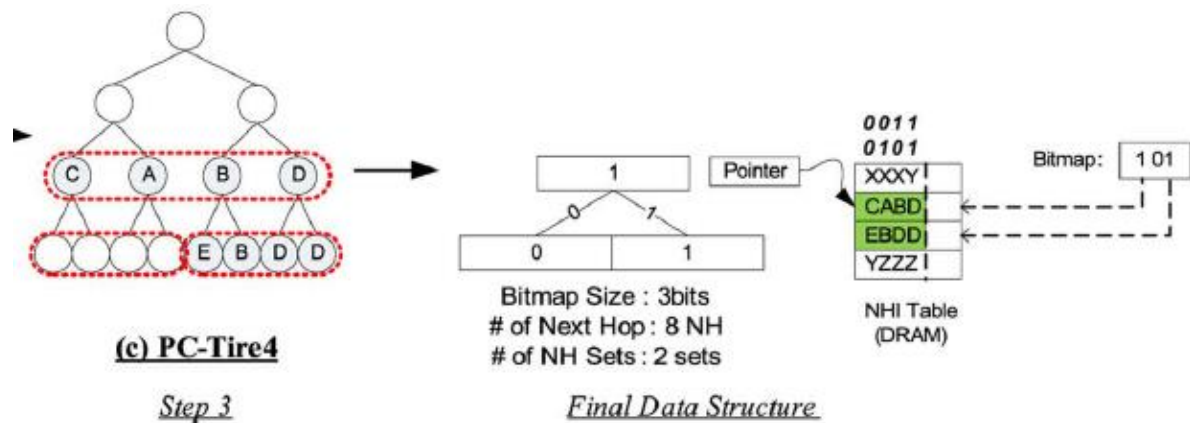 C A B D
E B D D
(c) PC-Tire4
Step 3
1
0 1
0 1
Bitmap Size : 3bits
# of Next Hop : 8 NH
# of NH Sets : 2 sets
Final Data Structure
Pointer
0011
0101
XXXY
CABD
EBDD
YZZZ
NHI Table
(DRAM)
Bitmap: 1 01